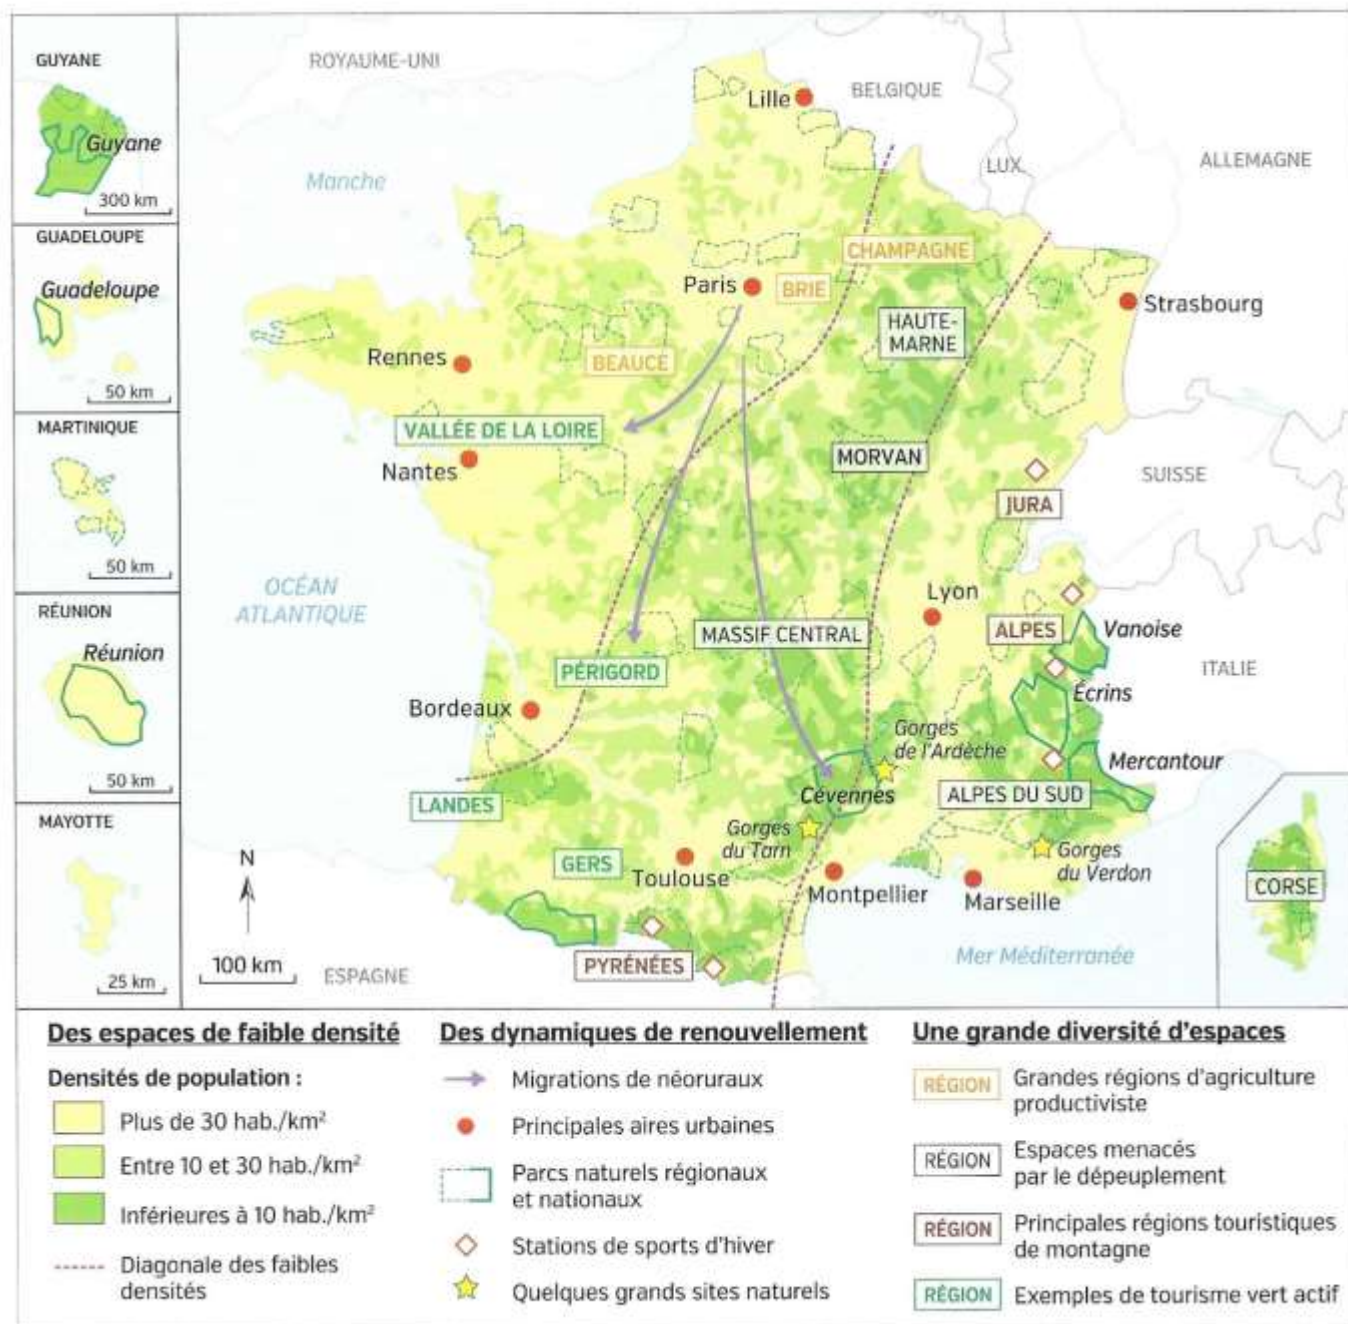 GUYANE
Guyane
300 km
GUADELOUPE
Guadeloupe
50 km
MARTINIQUE
50 km
RÉUNION
Réunion
50 km
MAYOTTE
25 km
ROYAUME-UNI
BELGIQUE
Lille
LUX.
ALLEMAGNE
Manche
CHAMPAGNE
Paris
BRIE
Strasbourg
HAUTE-
MARNE
Rennes
BEAUCE
VALLÉE DE LA LOIRE
Nantes
MORVAN
SUISSE
JURA
OCÉAN
ATLANTIQUE
Lyon
MASSIF CENTRAL
ALPES
Vanoise
PÉRIGORD
ITALIE
Écrins
Bordeaux
Gorges
de l'Ardèche
Mercantour
LANDES
Cévennes
ALPES DU SUD
Gorges
du Tarn
Gorges
du Verdon
N
GERS
Toulouse
Montpellier
Marseille
CORSE
100 km
ESPAGNE
PYRÉNÉES
Mer Méditerranée
Des espaces de faible densité
Densités de population :
Plus de 30 hab./km²
Entre 10 et 30 hab./km²
Inférieures à 10 hab./km²
Diagonale des faibles
densités
Des dynamiques de renouvellement
Migrations de néoruraux
Principales aires urbaines
Parcs naturels régionaux
et nationaux
Stations de sports d'hiver
Quelques grands sites naturels
Une grande diversité d'espaces
RÉGION
Grandes régions d'agriculture
productiviste
RÉGION
Espaces menacés
par le dépeuplement
RÉGION
Principales régions touristiques
de montagne
RÉGION
Exemples de tourisme vert actif